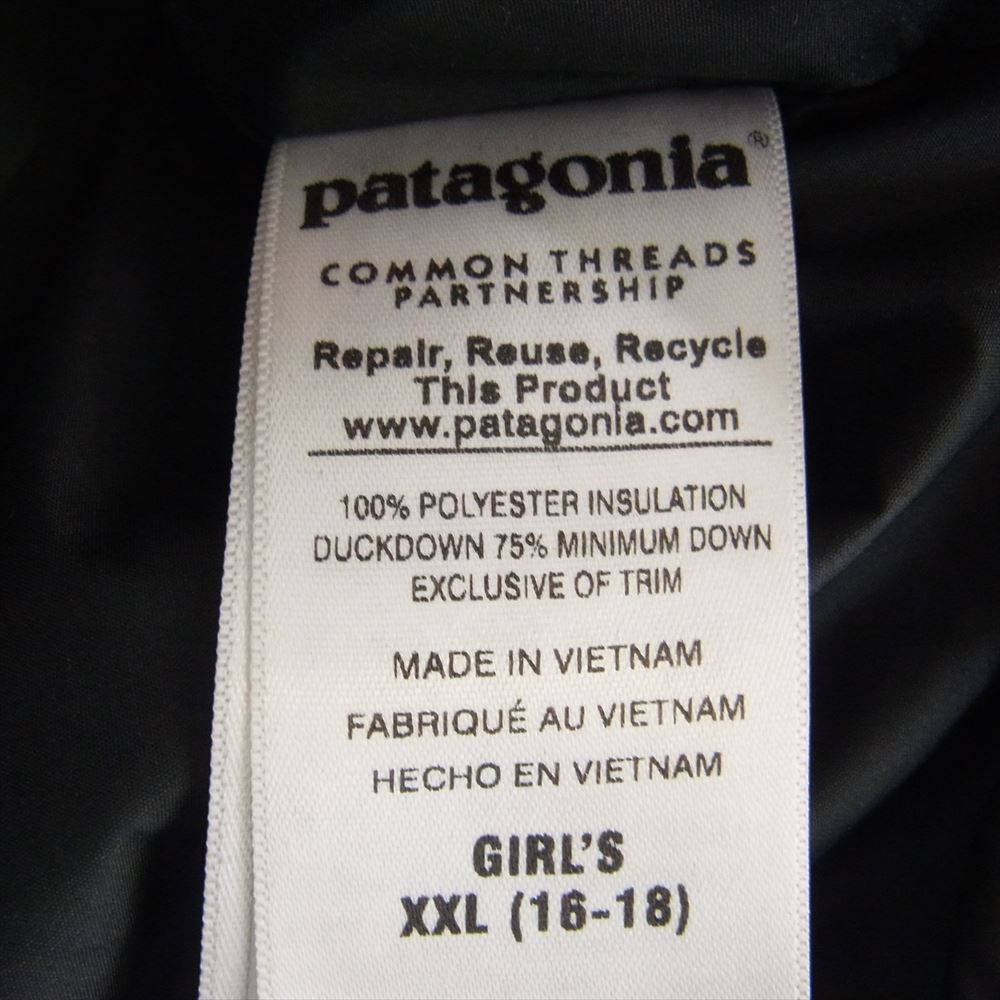 patagonia®
COMMON THREADS
PARTNERSHIP
Repair, Reuse, Recycle
This Product
www.patagonia.com
100% POLYESTER INSULATION
DUCKDOWN 75% MINIMUM DOWN
EXCLUSIVE OF TRIM
MADE IN VIETNAM
FABRIQUÉ AU VIETNAM
HECHO EN VIETNAM
GIRL'S
XXL (16-18)